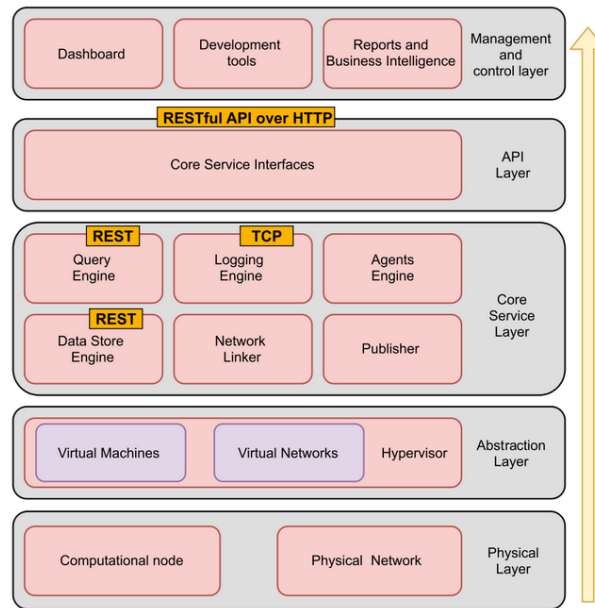 Dashboard
Development
tools
Reports and
Business Intelligence
Management
and
control layer
RESTful API over HTTP
Core Service Interfaces
API
Layer
REST
Query
Engine
TCP
Logging
Engine
Agents
Engine
REST
Data Store
Engine
Network
Linker
Publisher
Core
Service
Layer
Virtual Machines
Virtual Networks
Hypervisor
Abstraction
Layer
Computational node
Physical Network
Physical
Layer